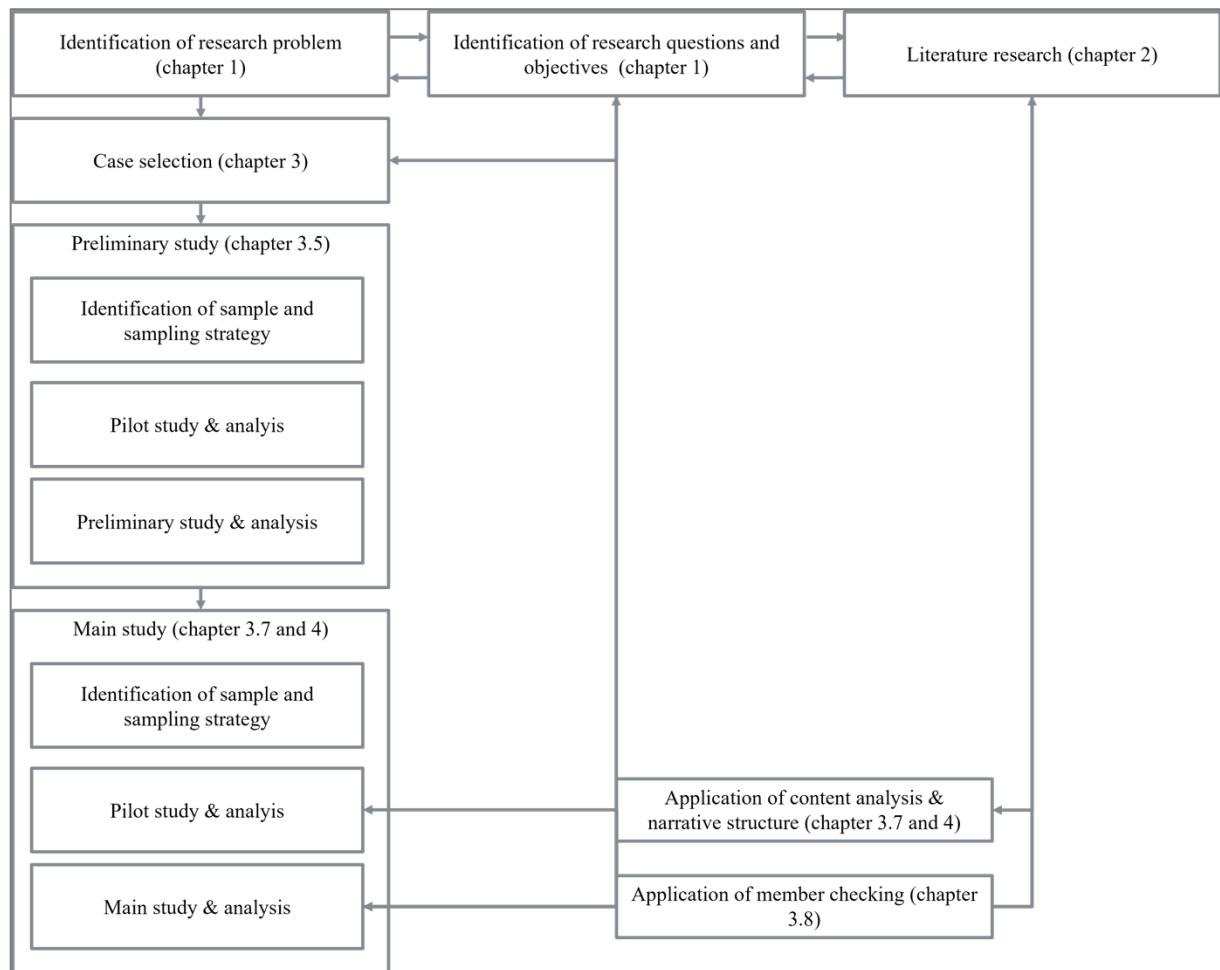 Identification of research problem
(chapter 1)
Identification of research questions and
objectives (chapter 1)
Literature research (chapter 2)
Case selection (chapter 3)
Preliminary study (chapter 3.5)
Identification of sample and
sampling strategy
Pilot study & analyis
Preliminary study & analysis
Main study (chapter 3.7 and 4)
Identification of sample and
sampling strategy
Pilot study & analyis
Application of content analysis &
narrative structure (chapter 3.7 and 4)
Main study & analysis
Application of member checking (chapter
3.8)